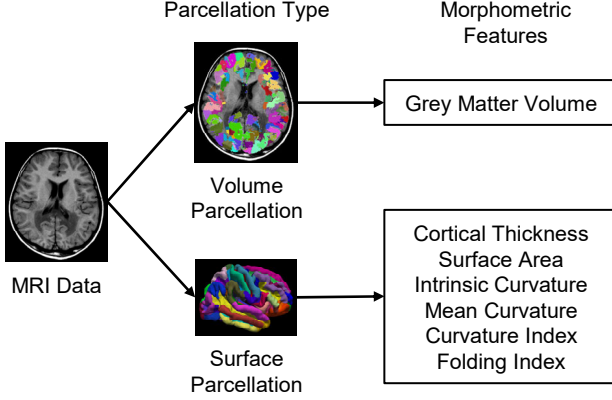 Parcellation Type
Morphometric
Features
Grey Matter Volume
Volume
Parcellation
MRI Data
Cortical Thickness
Surface Area
Intrinsic Curvature
Mean Curvature
Curvature Index
Folding Index
Surface
Parcellation